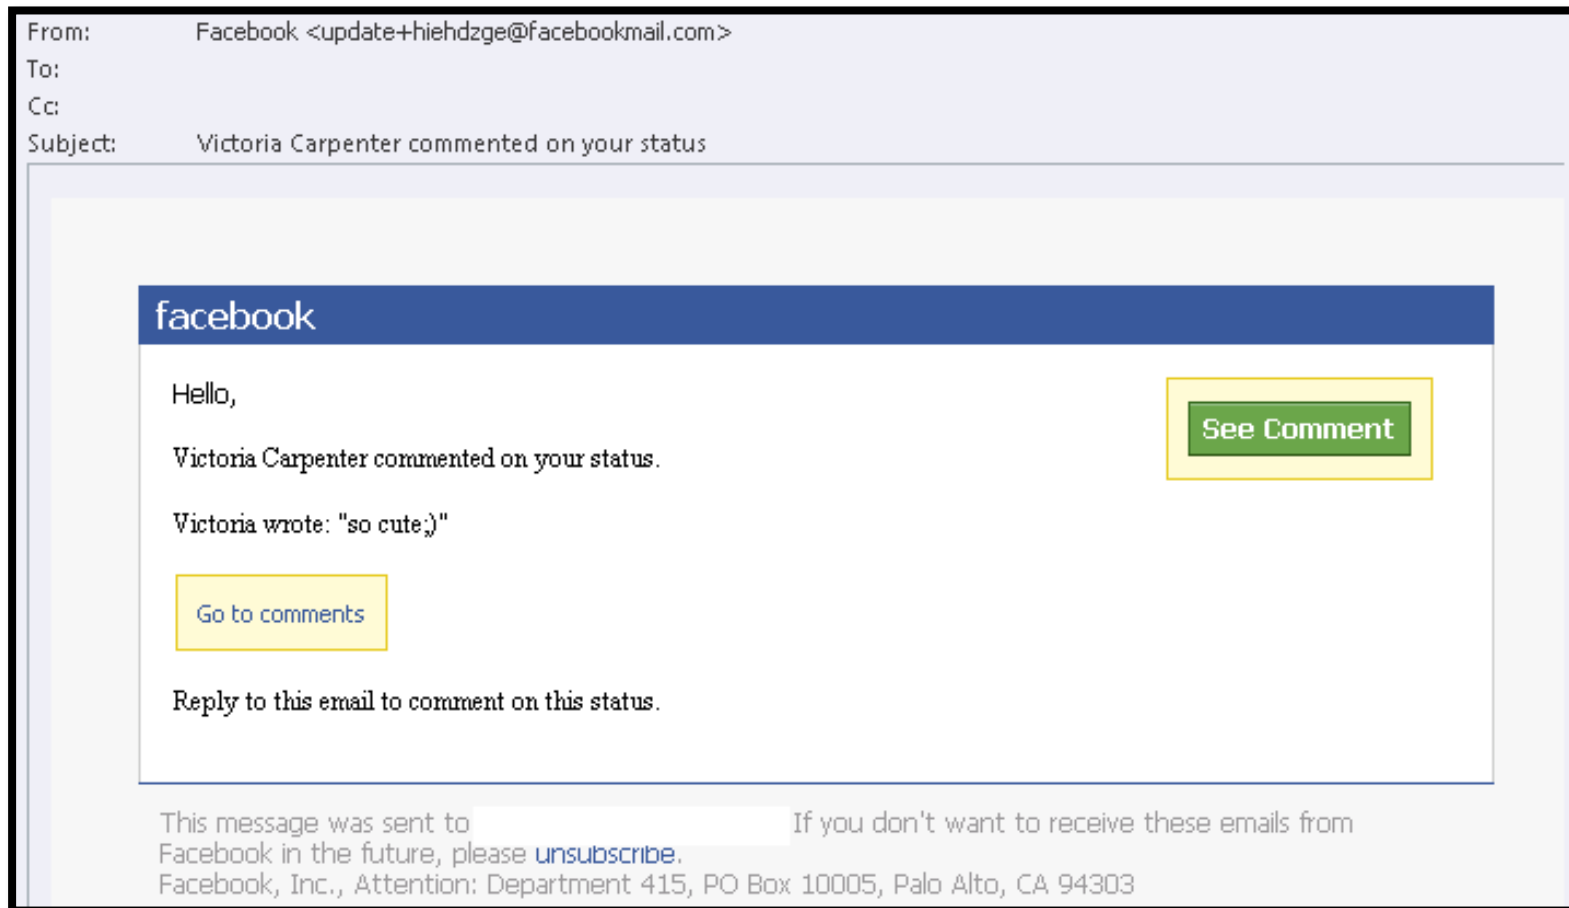 From: Facebook <update+hiehdzge@facebookmail.com>
To:
Cc:
Subject: Victoria Carpenter commented on your status
facebook
Hello,
See Comment
Victoria Carpenter commented on your status.
Victoria wrote: "so cute;)"
Go to comments
Reply to this email to comment on this status.
This message was sent to If you don't want to receive these emails from
Facebook in the future, please unsubscribe.
Facebook, Inc., Attention: Department 415, PO Box 10005, Palo Alto, CA 94303